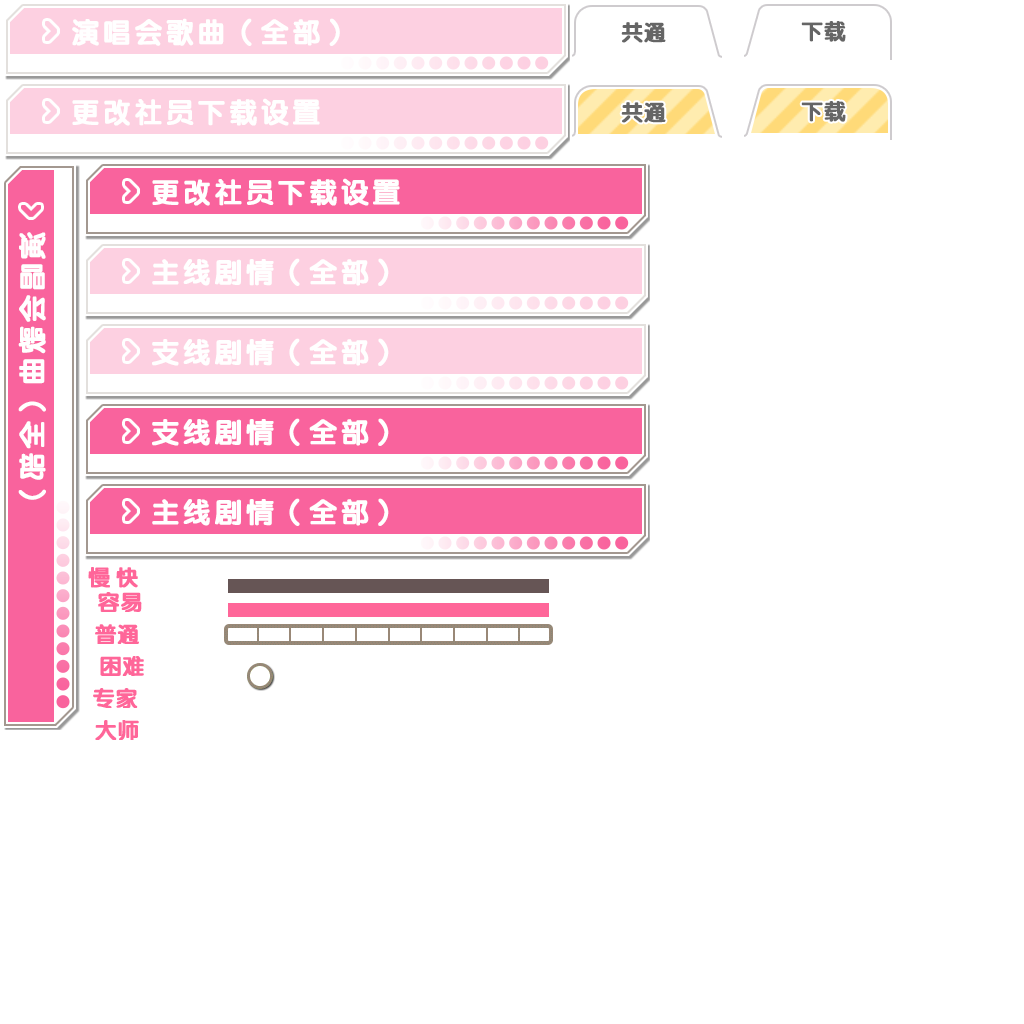 演唱会歌曲（全部）
共通
下载
更改社员下载设置
共通
下载
演唱会歌曲（全部）
更改社员下载设置
主线剧情（全部）
支线剧情（全部）
支线剧情（全部）
主线剧情（全部）
慢 快
容易
普通
困难
专家
大师